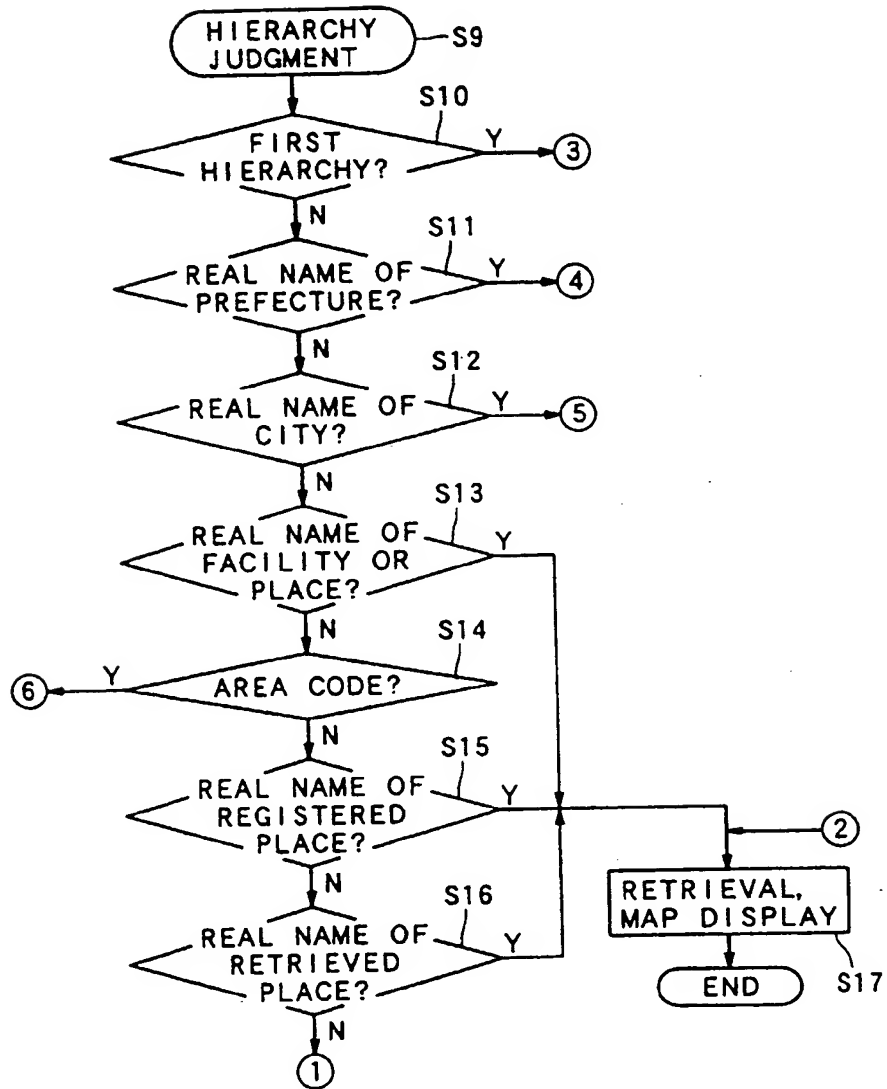 HIERARCHY
JUDGMENT
S9
S10
FIRST
HIERARCHY?
Y
③
N
S11
REAL NAME OF
PREFECTURE?
Y
④
N
S12
REAL NAME OF
CITY?
Y
⑤
N
S13
REAL NAME OF
FACILITY OR
PLACE?
Y
N
S14
AREA CODE?
Y
⑥
N
S15
REAL NAME OF
REGISTERED
PLACE?
Y
②
N
S16
REAL NAME OF
RETRIEVED
PLACE?
Y
N
①
RETRIEVAL,
MAP DISPLAY
S17
END